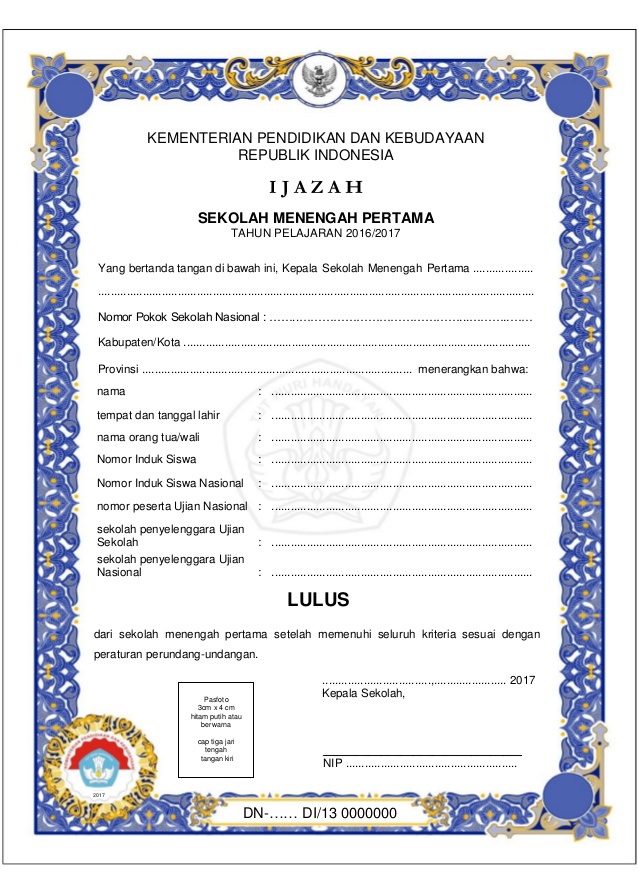 KEMENTERIAN PENDIDIKAN DAN KEBUDAYAAN
REPUBLIK INDONESIA
IJAZAH
SEKOLAH MENENGAH PERTAMA
TAHUN PELAJARAN 2016/2017
Yang bertanda tangan di bawah ini, Kepala Sekolah Menengah Pertama ...................
..........................................................................................................................................
Nomor Pokok Sekolah Nasional : ……………………………………………………………
Kabupaten/Kota ..............................................................................................................
Provinsi ..................................................................................... menerangkan bahwa:
nama : ..................................................................................
TUT WURI HANDAYANI
tempat dan tanggal lahir : ..................................................................................
nama orang tua/wali : ..................................................................................
Nomor Induk Siswa : ..................................................................................
Nomor Induk Siswa Nasional : ..................................................................................
nomor peserta Ujian Nasional : ..................................................................................
sekolah penyelenggara Ujian
Sekolah : ..................................................................................
sekolah penyelenggara Ujian
Nasional : ..................................................................................
LULUS
dari sekolah menengah pertama setelah memenuhi seluruh kriteria sesuai dengan
peraturan perundang-undangan.
..................................,....................... 2017
Kepala Sekolah,
Pasfoto
3cm x 4 cm
hitam putih atau
berwarna
cap tiga jari
tengah
tangan kiri
NIP ......................................................
2017
DN-…… DI/13 0000000